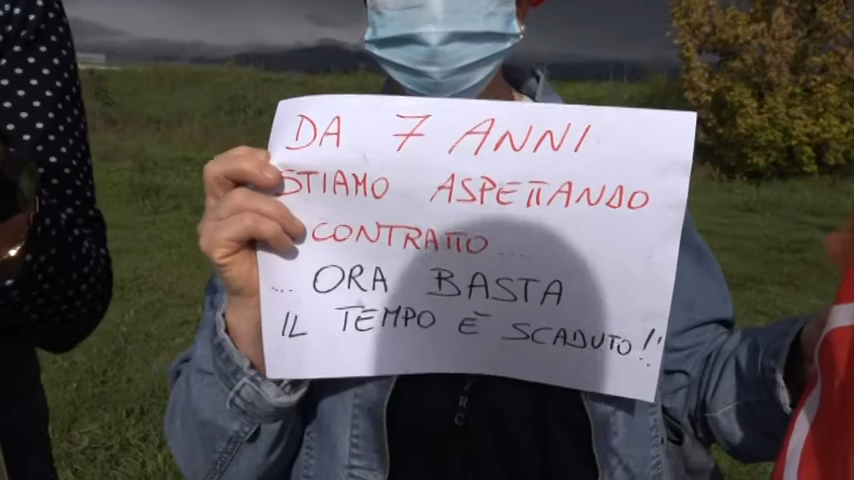 DA 7 ANNI
STIAMO ASPETTANDO
CONTRATTO ...
... ORA BASTA
IL TEMPO È SCADUTO!!